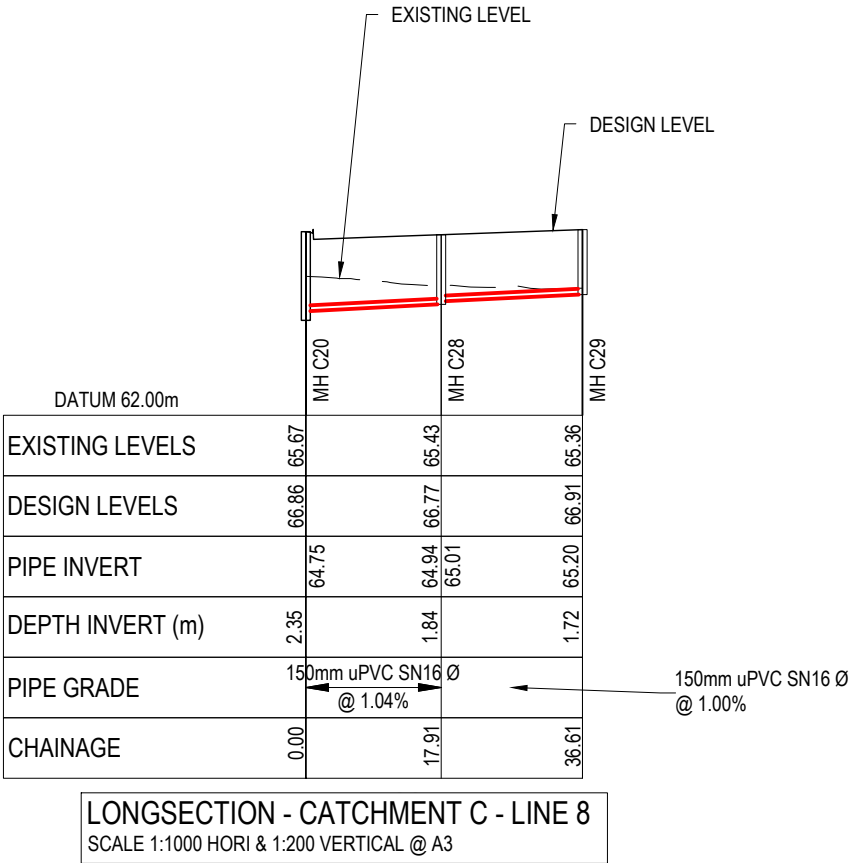 EXISTING LEVEL
DESIGN LEVEL
MH C20
MH C28
MH C29
DATUM 62.00m
EXISTING LEVELS 65.67 65.43 65.36
DESIGN LEVELS 66.86 66.77 66.91
PIPE INVERT 64.75 64.94 65.01 65.20
DEPTH INVERT (m) 2.35 1.84 1.72
PIPE GRADE
150mm uPVC SN16 Ø
@ 1.04%
150mm uPVC SN16 Ø
@ 1.00%
CHAINAGE 0.00 17.91 36.61
LONGSECTION - CATCHMENT C - LINE 8
SCALE 1:1000 HORI & 1:200 VERTICAL @ A3